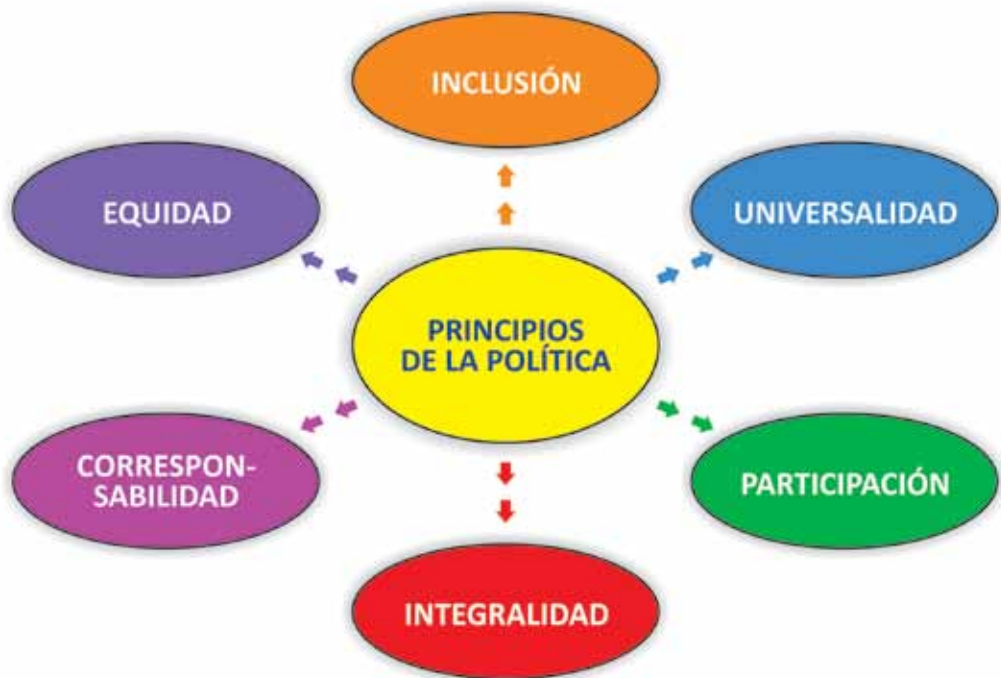 INCLUSIÓN
EQUIDAD
UNIVERSALIDAD
PRINCIPIOS
DE LA POLÍTICA
CORRESPON-
SABILIDAD
PARTICIPACIÓN
INTEGRALIDAD